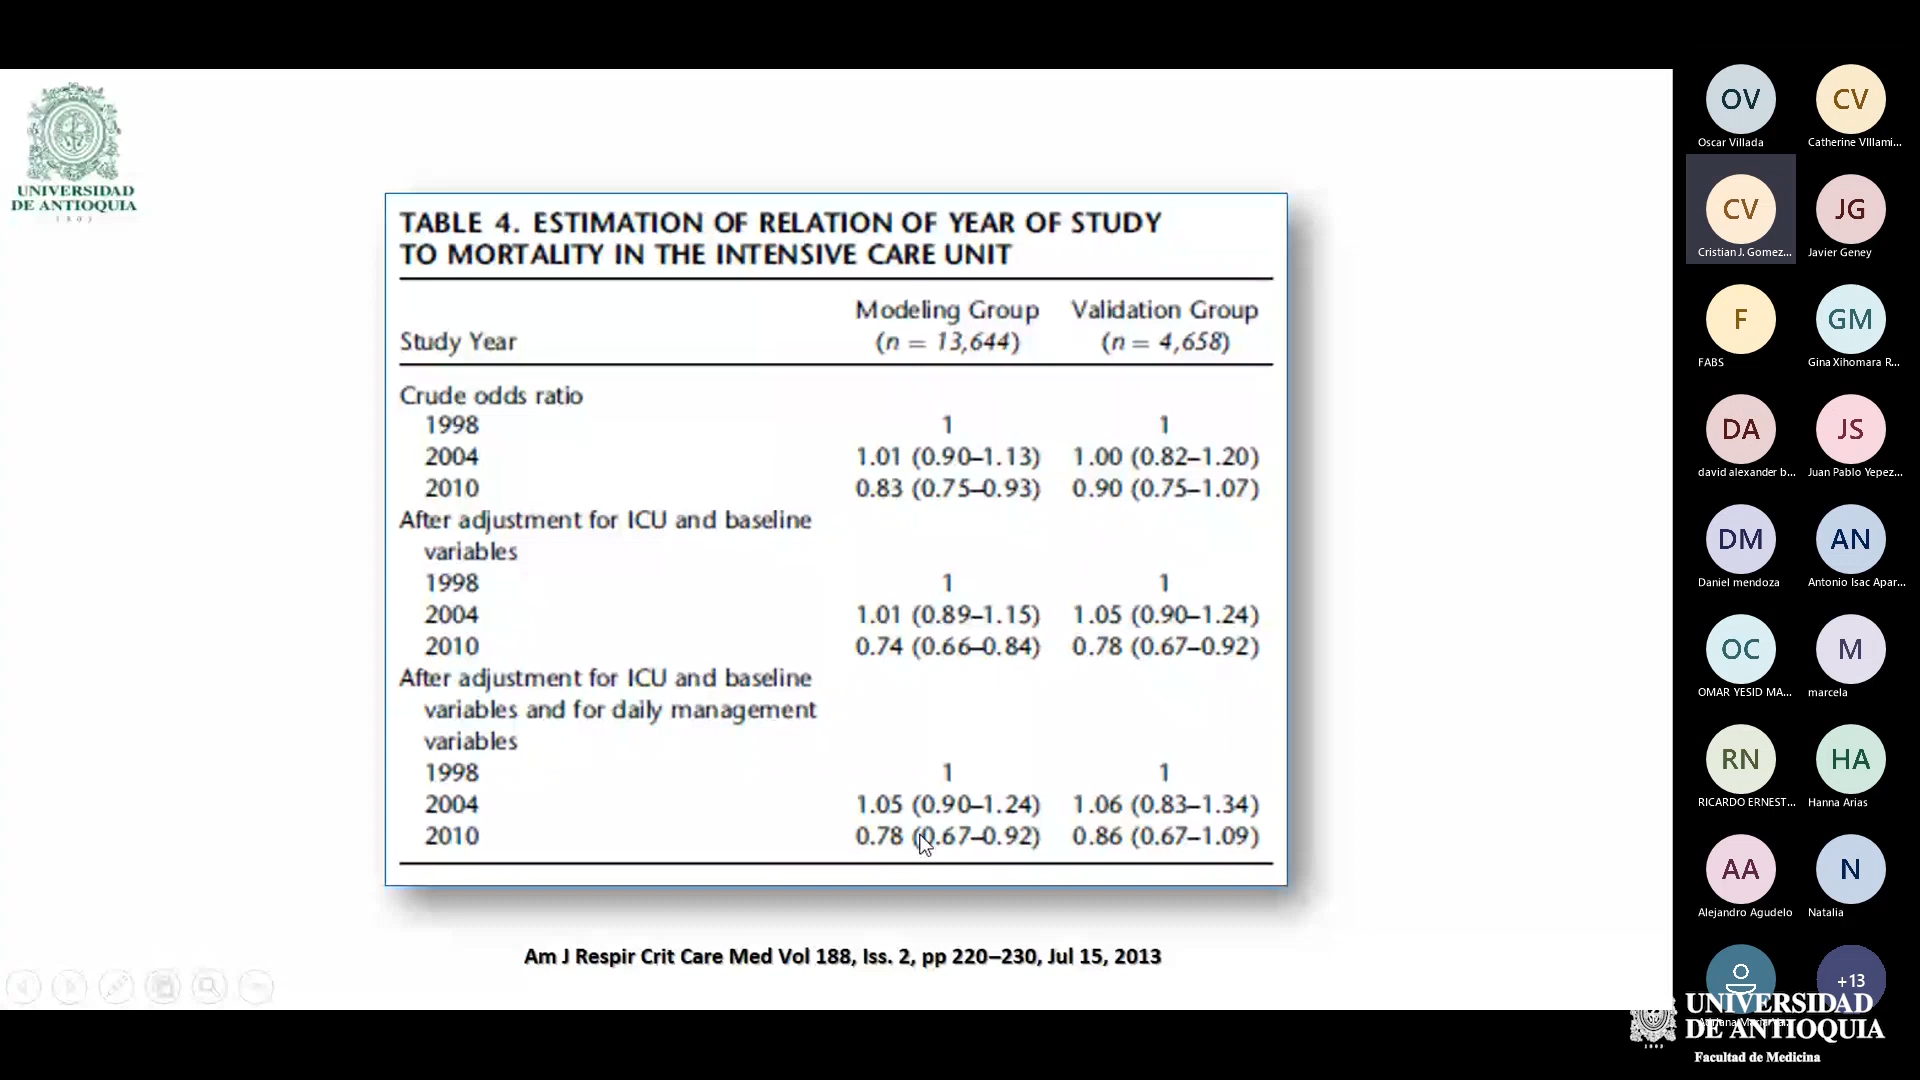 UNIVERSIDAD
DE ANTIOQUIA
1803
TABLE 4. ESTIMATION OF RELATION OF YEAR OF STUDY
TO MORTALITY IN THE INTENSIVE CARE UNIT
Modeling Group Validation Group
Study Year (n = 13,644) (n = 4,658)
Crude odds ratio
1998 1 1
2004 1.01 (0.90–1.13) 1.00 (0.82–1.20)
2010 0.83 (0.75–0.93) 0.90 (0.75–1.07)
After adjustment for ICU and baseline
variables
1998 1 1
2004 1.01 (0.89–1.15) 1.05 (0.90–1.24)
2010 0.74 (0.66–0.84) 0.78 (0.67–0.92)
After adjustment for ICU and baseline
variables and for daily management
variables
1998 1 1
2004 1.05 (0.90–1.24) 1.06 (0.83–1.34)
2010 0.78 (0.67–0.92) 0.86 (0.67–1.09)
Am J Respir Crit Care Med Vol 188, Iss. 2, pp 220–230, Jul 15, 2013
OV CV
Oscar Villada Catherine VIllami...
CV JG
Cristian J. Gomez... Javier Geney
F GM
FABS Gina Xihomara R...
DA JS
david alexander b... Juan Pablo Yepez...
DM AN
Daniel mendoza Antonio Isac Apar...
OC M
OMAR YESID MA... marcela
RN HA
RICARDO ERNEST... Hanna Arias
AA N
Alejandro Agudelo Natalia
+13
UNIVERSIDAD
DE ANTIOQUIA
1803
Facultad de Medicina